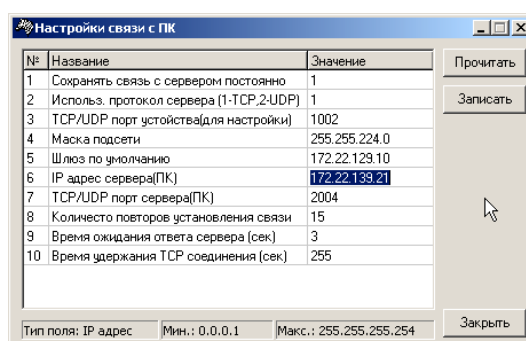 Настройки связи с ПК
№ Название Значение
1 Сохранять связь с сервером постоянно 1
2 Использ. протокол сервера (1-TCP,2-UDP) 1
3 TCP/UDP порт устойства(для настройки) 1002
4 Маска подсети 255.255.224.0
5 Шлюз по умолчанию 172.22.129.10
6 IP адрес сервера(ПК) 172.22.139.21
7 TCP/UDP порт сервера(ПК) 2004
8 Количесто повторов установления связи 15
9 Время ожидания ответа сервера (сек) 3
10 Время удержания TCP соединения (сек) 255
Прочитать
Записать
Закрыть
Тип поля: IP адрес Мин.: 0.0.0.1 Макс.: 255.255.255.254